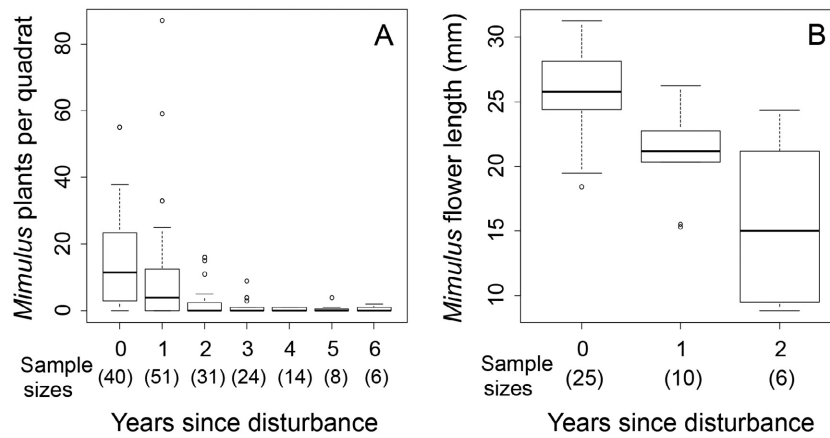 A
Mimulus plants per quadrat
80
60
40
20
0
0 1 2 3 4 5 6
Sample sizes
(40) (51) (31) (24) (14) (8) (6)
Years since disturbance
B
Mimulus flower length (mm)
30
25
20
15
10
0 1 2
Sample sizes
(25) (10) (6)
Years since disturbance